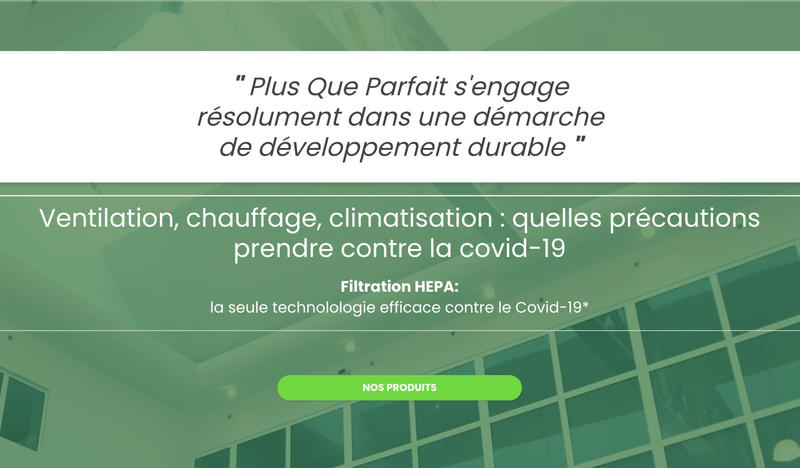 " Plus Que Parfait s'engage
résolument dans une démarche
de développement durable "
Ventilation, chauffage, climatisation : quelles précautions
prendre contre la covid-19
Filtration HEPA:
la seule technolologie efficace contre le Covid-19*
NOS PRODUITS